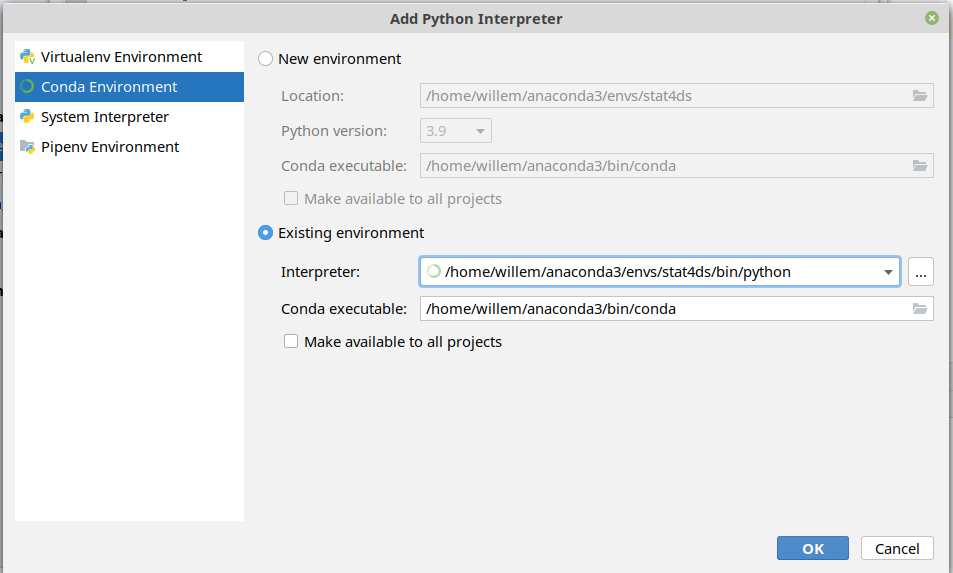 Add Python Interpreter
Virtualenv Environment
Conda Environment
System Interpreter
Pipenv Environment
New environment
Location: /home/willem/anaconda3/envs/stat4ds
Python version: 3.9
Conda executable: /home/willem/anaconda3/bin/conda
Make available to all projects
Existing environment
Interpreter: /home/willem/anaconda3/envs/stat4ds/bin/python ...
Conda executable: /home/willem/anaconda3/bin/conda
Make available to all projects
OK Cancel